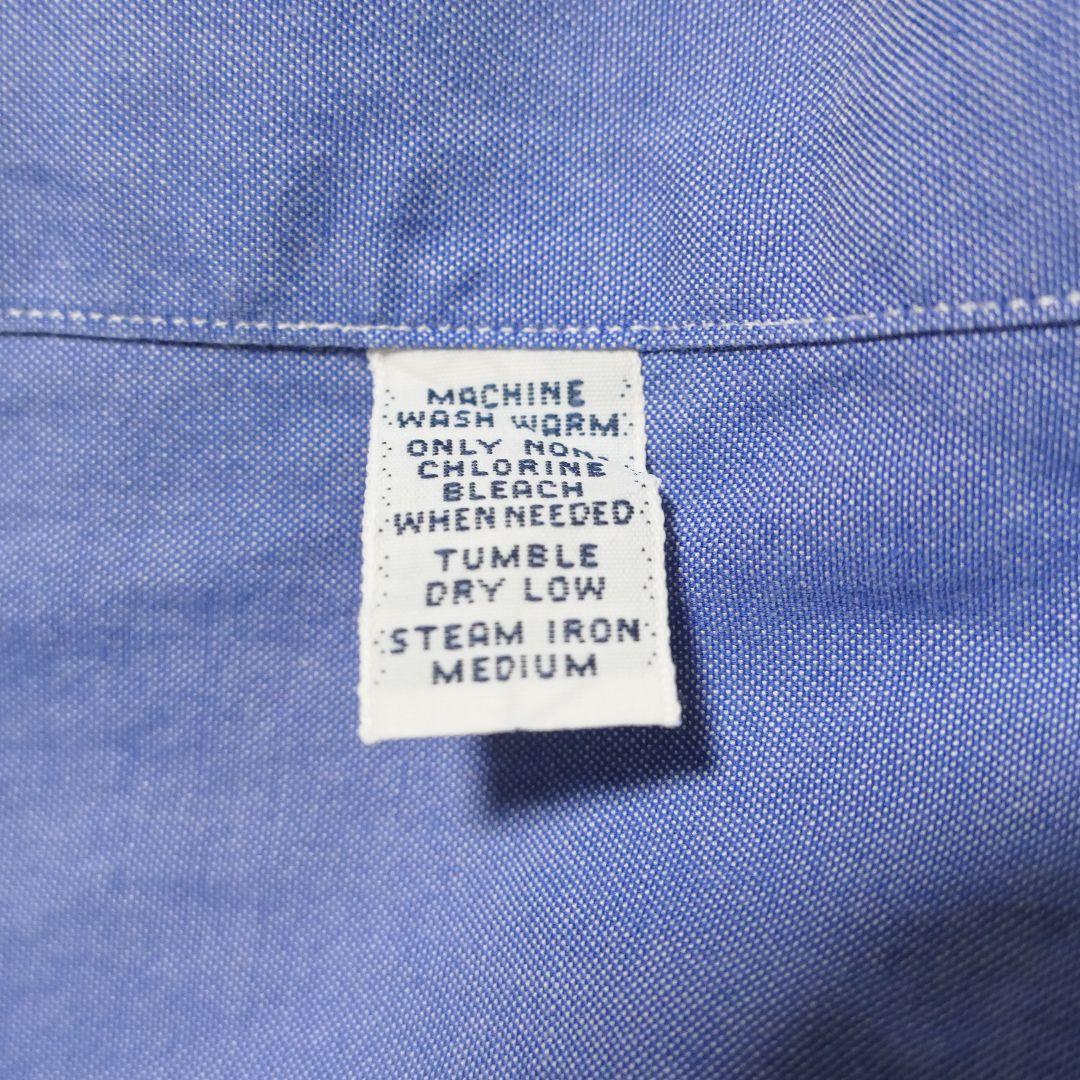 MACHINE
WASH WARM
ONLY NON
CHLORINE
BLEACH
WHEN NEEDED
TUMBLE
DRY LOW
STEAM IRON
MEDIUM